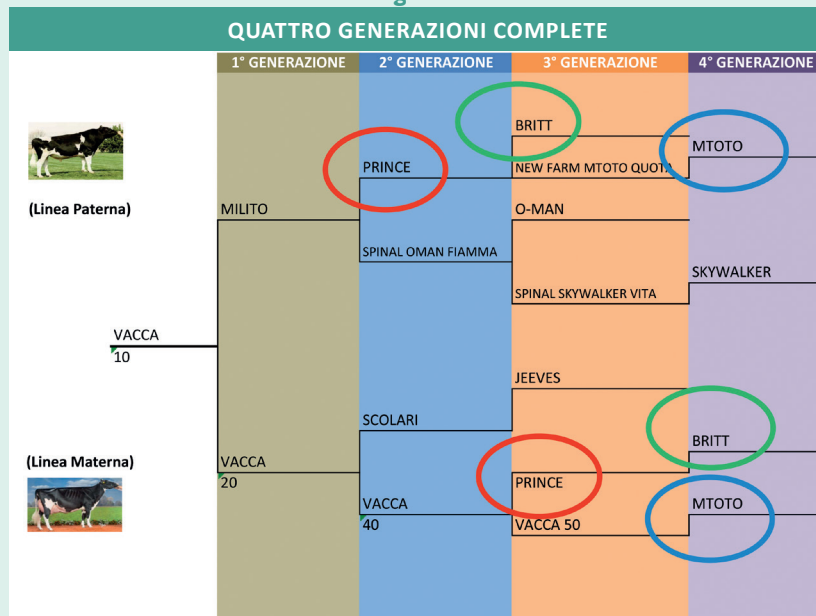 QUATTRO GENERAZIONI COMPLETE
1° GENERAZIONE
2° GENERAZIONE
3° GENERAZIONE
4° GENERAZIONE
BRITT
MTOTO
PRINCE
NEW FARM MTOTO QUOTA
(Linea Paterna)
MILITO
O-MAN
SPINAL OMAN FIAMMA
SKYWALKER
SPINAL SKYWALKER VITA
VACCA
10
JEEVES
SCOLARI
BRITT
(Linea Materna)
VACCA
20
PRINCE
VACCA
40
MTOTO
VACCA 50